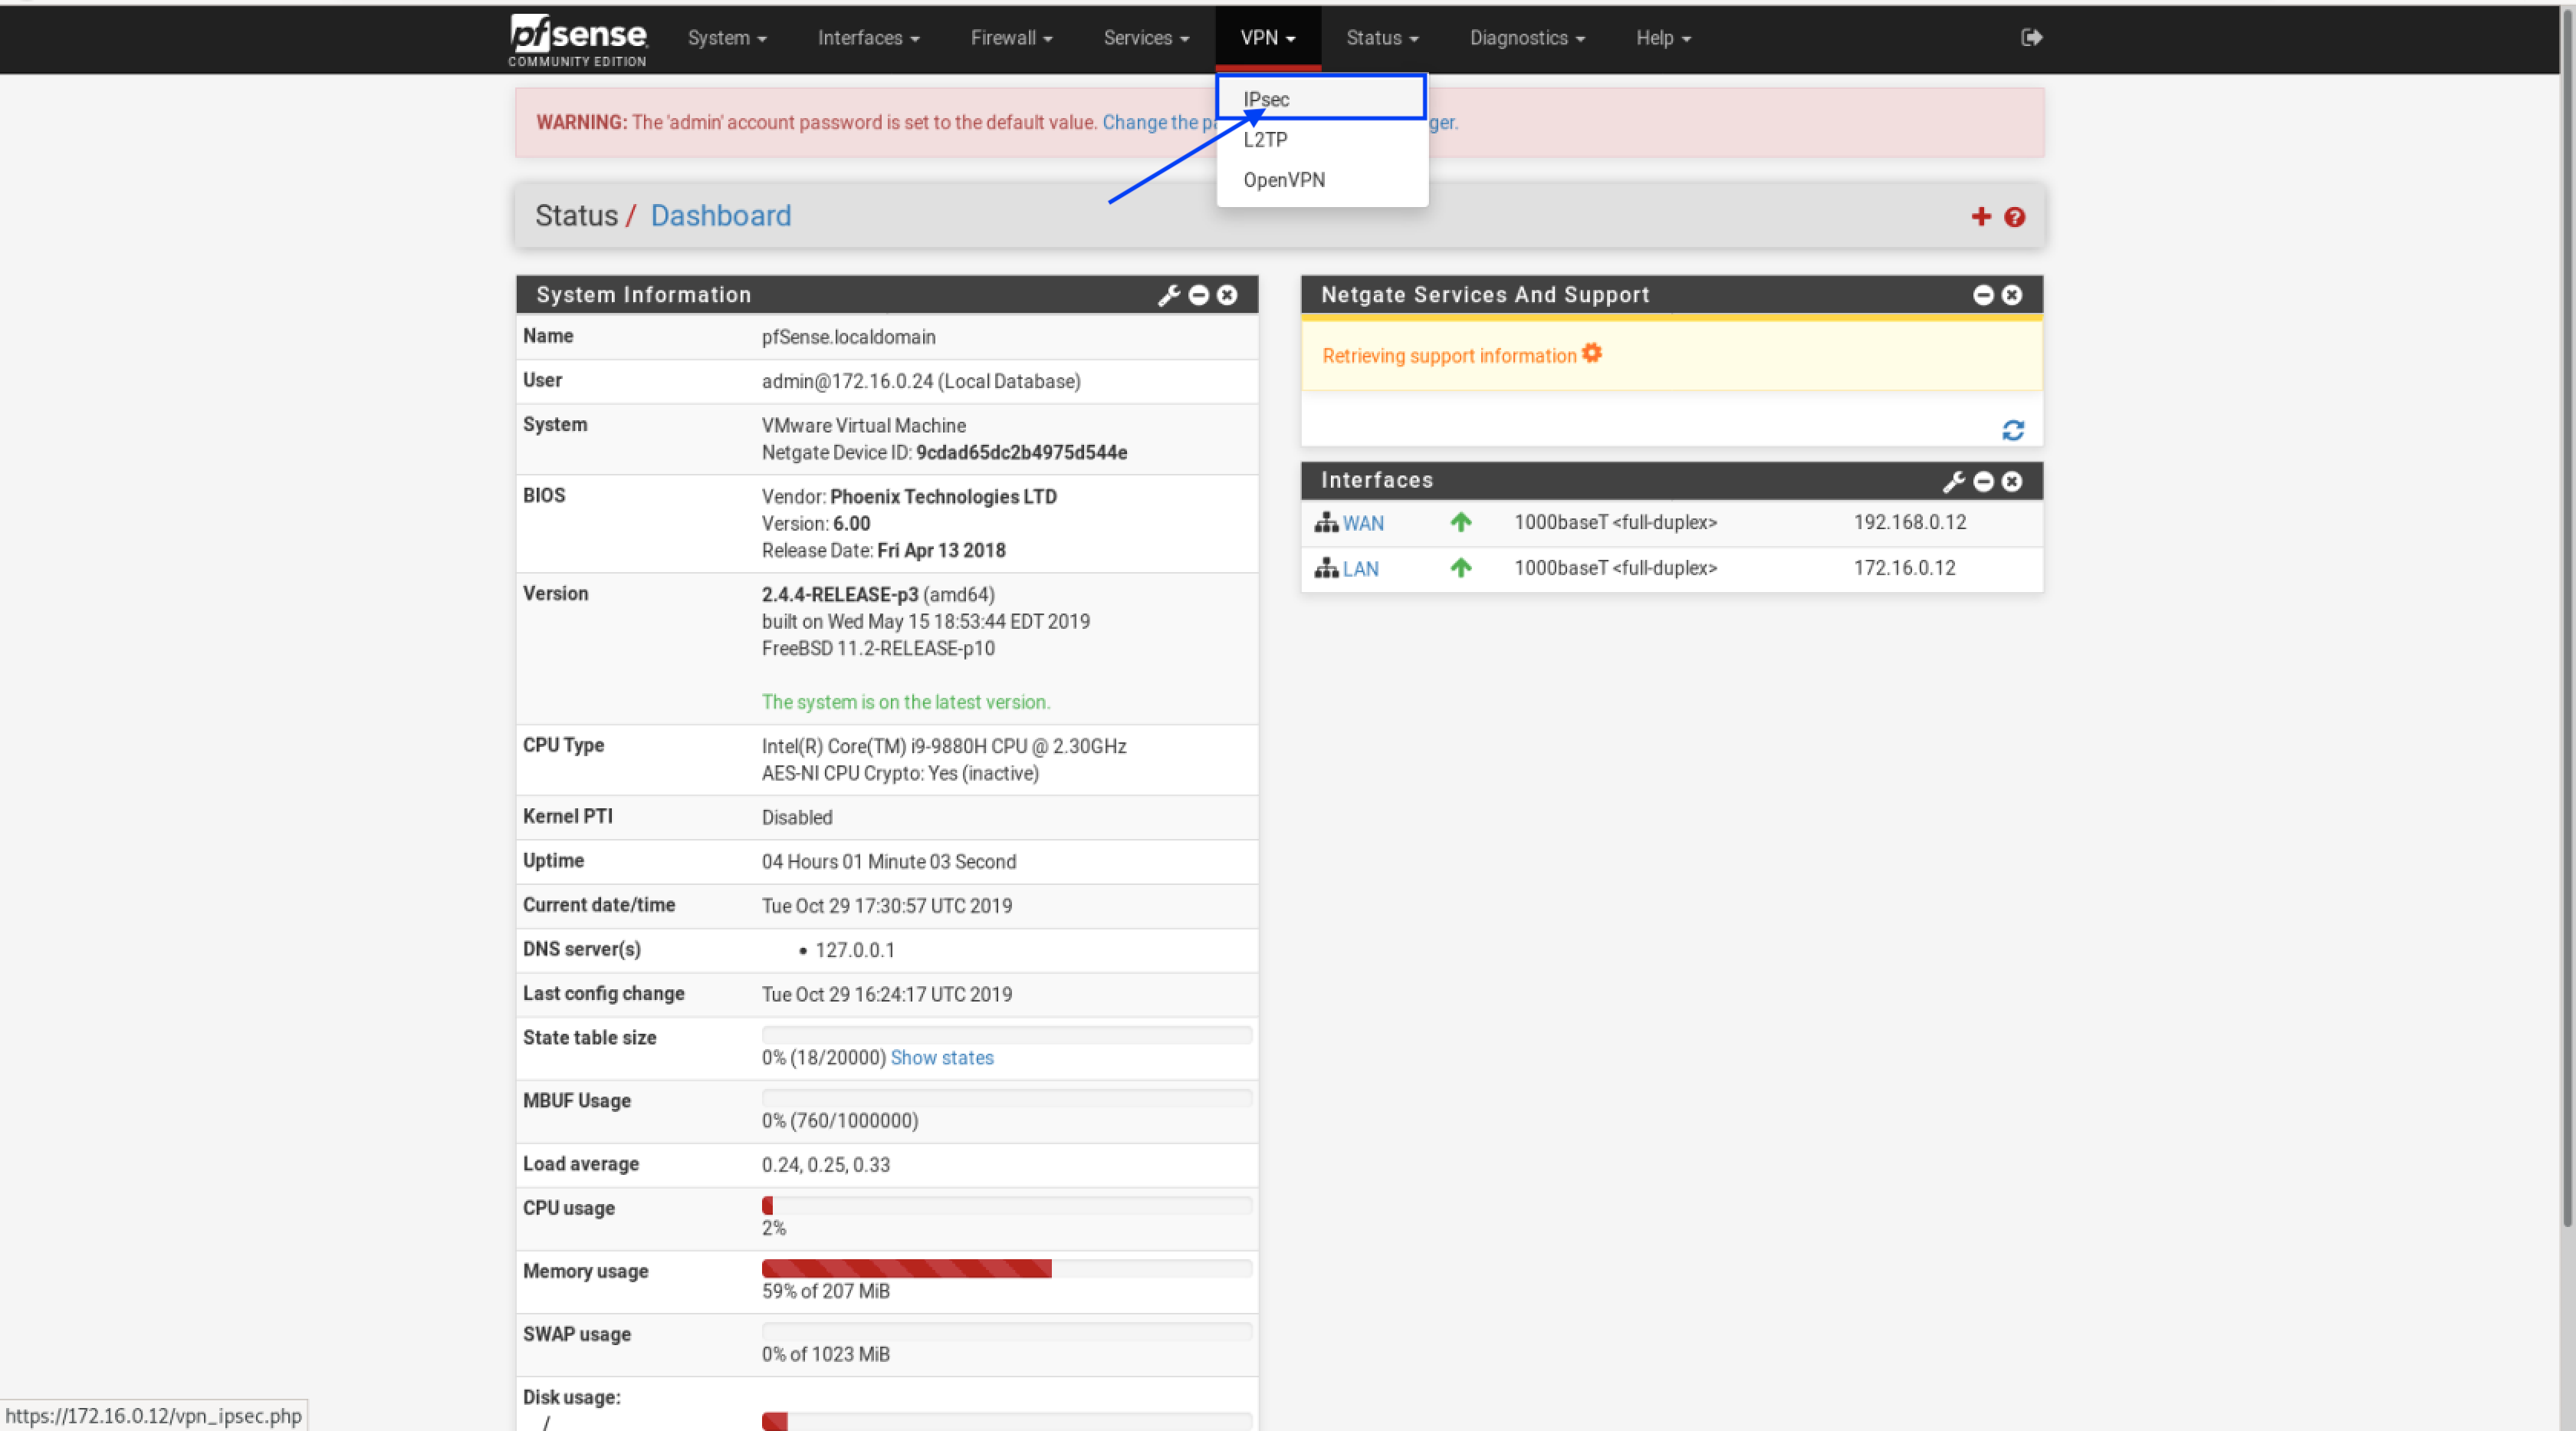 pfsense
COMMUNITY EDITION
System
Interfaces
Firewall
Services
VPN
Status
Diagnostics
Help
IPsec
L2TP
OpenVPN
WARNING: The 'admin' account password is set to the default value. Change the
ger.
Status / Dashboard
System Information
Name pfSense.localdomain
User admin@172.16.0.24 (Local Database)
System VMware Virtual Machine
Netgate Device ID: 9cdad65dc2b4975d544e
BIOS Vendor: Phoenix Technologies LTD
Version: 6.00
Release Date: Fri Apr 13 2018
Version 2.4.4-RELEASE-p3 (amd64)
built on Wed May 15 18:53:44 EDT 2019
FreeBSD 11.2-RELEASE-p10
The system is on the latest version.
CPU Type Intel(R) Core(TM) i9-9880H CPU @ 2.30GHz
AES-NI CPU Crypto: Yes (inactive)
Kernel PTI Disabled
Uptime 04 Hours 01 Minute 03 Second
Current date/time Tue Oct 29 17:30:57 UTC 2019
DNS server(s) • 127.0.0.1
Last config change Tue Oct 29 16:24:17 UTC 2019
State table size
0% (18/20000) Show states
MBUF Usage
0% (760/1000000)
Load average 0.24, 0.25, 0.33
CPU usage
2%
Memory usage
59% of 207 MiB
SWAP usage
0% of 1023 MiB
Disk usage:
/
Netgate Services And Support
Retrieving support information
Interfaces
WAN 1000baseT <full-duplex> 192.168.0.12
LAN 1000baseT <full-duplex> 172.16.0.12
https://172.16.0.12/vpn_ipsec.php